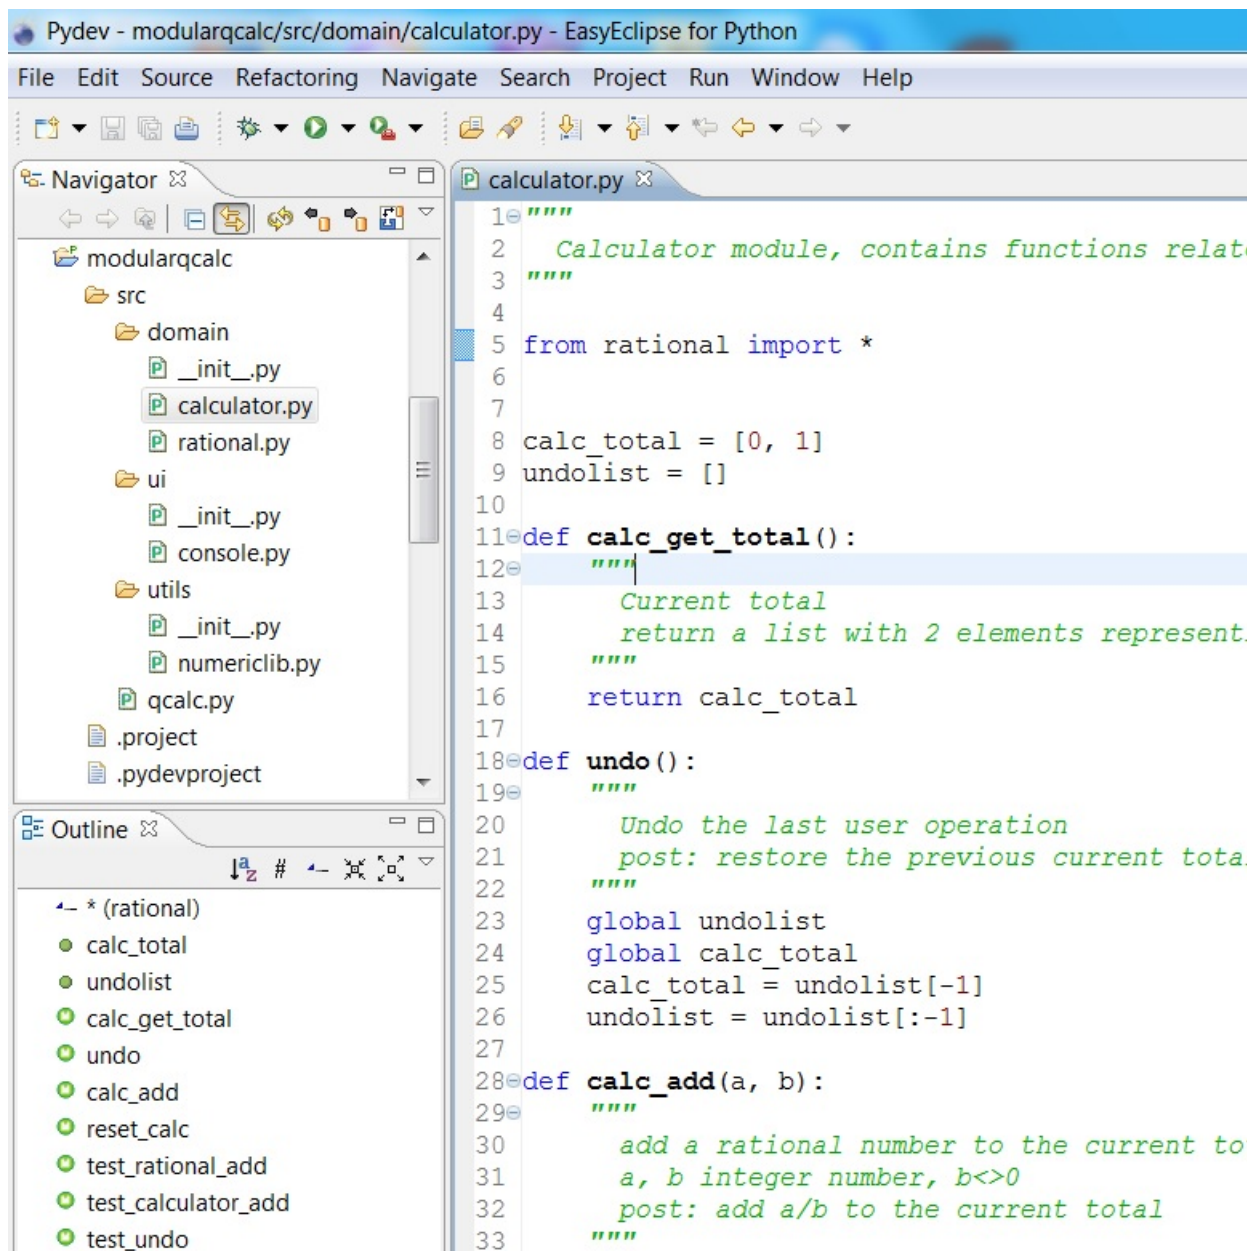 Pydev - modularqcalc/src/domain/calculator.py - EasyEclipse for Python
File Edit Source Refactoring Navigate Search Project Run Window Help
Navigator
modularqcalc
src
domain
__init__.py
calculator.py
rational.py
ui
__init__.py
console.py
utils
__init__.py
numericlib.py
qcalc.py
.project
.pydevproject
Outline
* (rational)
calc_total
undolist
calc_get_total
undo
calc_add
reset_calc
test_rational_add
test_calculator_add
test_undo
calculator.py
1 """
2 Calculator module, contains functions relat
3 """
4
5 from rational import *
6
7
8 calc_total = [0, 1]
9 undolist = []
10
11 def calc_get_total():
12 """
13 Current total
14 return a list with 2 elements represent
15 """
16 return calc_total
17
18 def undo():
19 """
20 Undo the last user operation
21 post: restore the previous current tota
22 """
23 global undolist
24 global calc_total
25 calc_total = undolist[-1]
26 undolist = undolist[:-1]
27
28 def calc_add(a, b):
29 """
30 add a rational number to the current to
31 a, b integer number, b<>0
32 post: add a/b to the current total
33 """